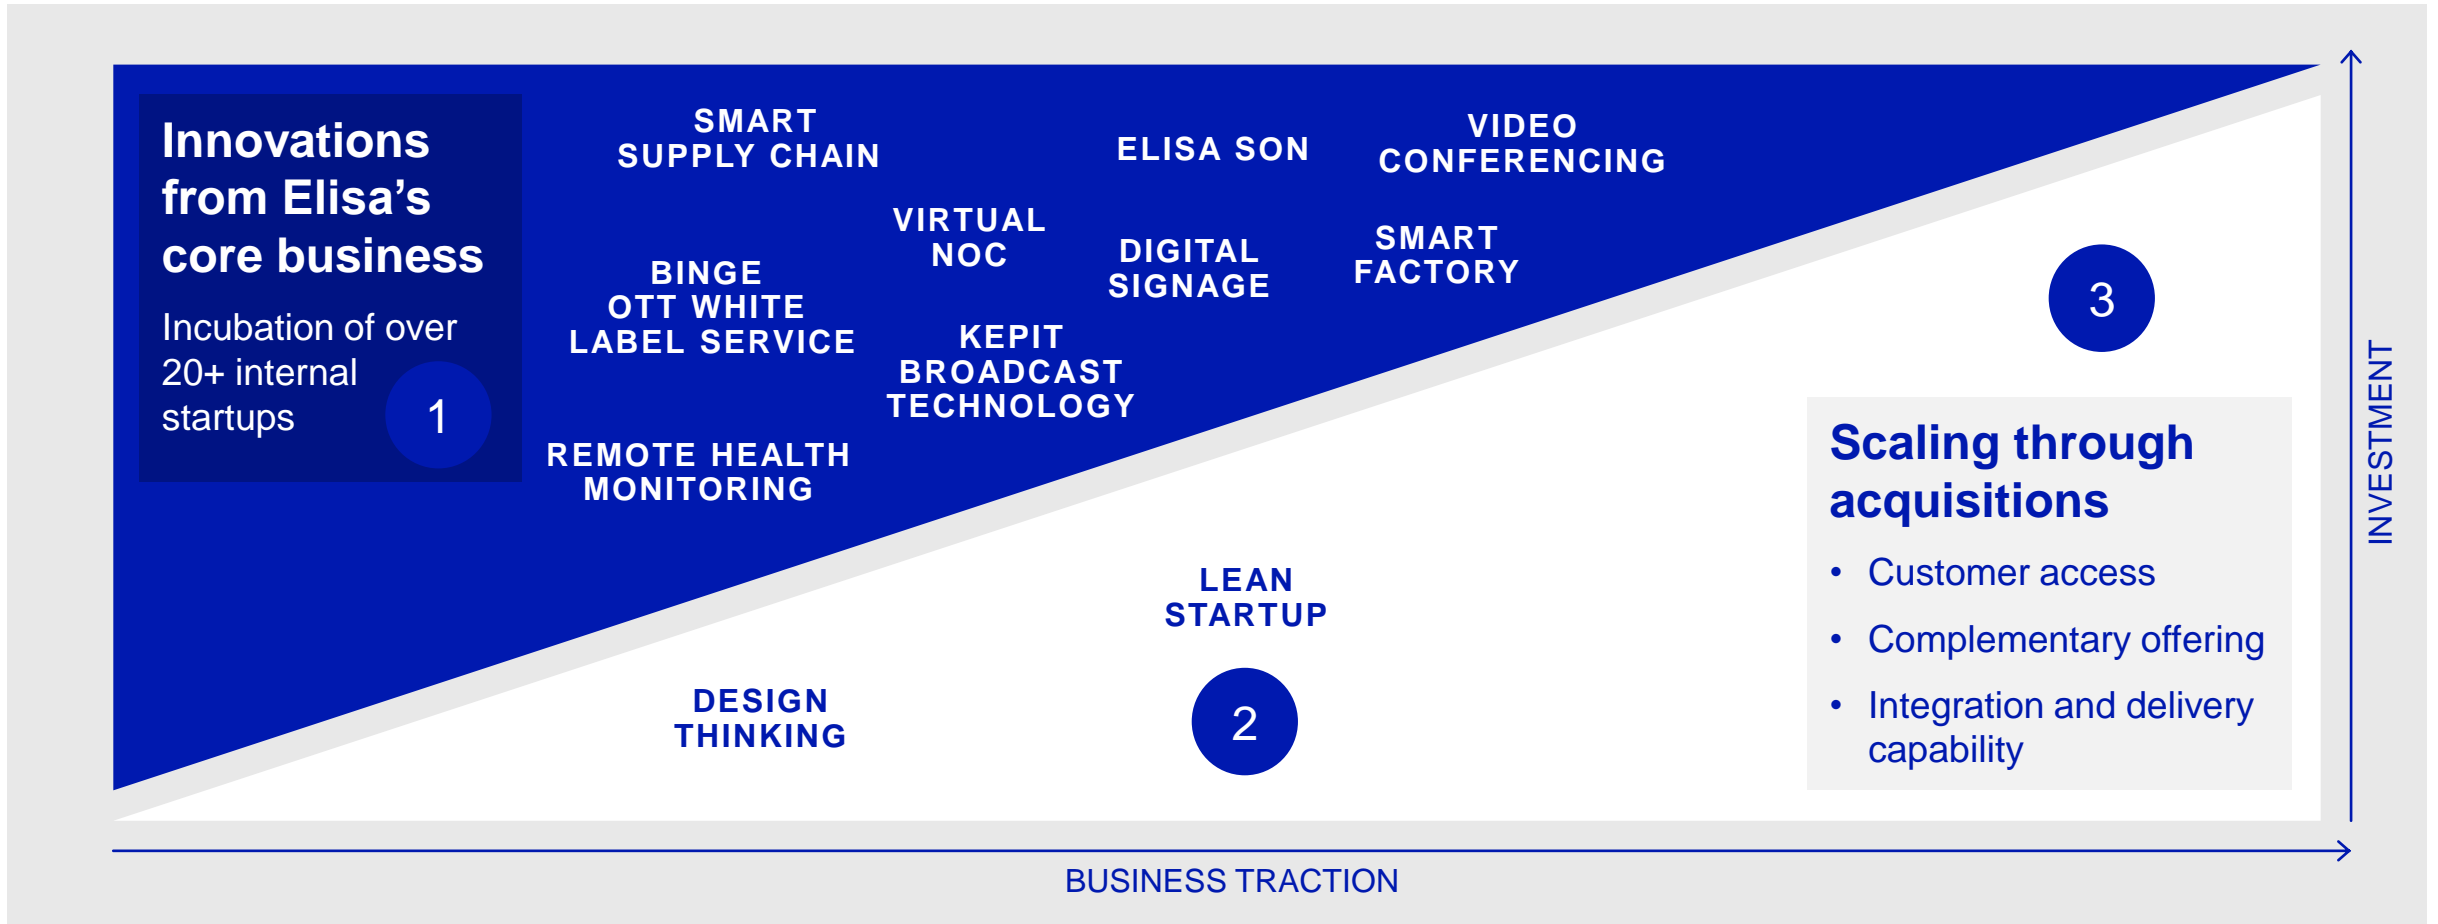 Innovations
from Elisa’s
core business
Incubation of over
20+ internal
startups
1
SMART
SUPPLY CHAIN
ELISA SON
VIDEO
CONFERENCING
VIRTUAL
NOC
DIGITAL
SIGNAGE
SMART
FACTORY
BINGE
OTT WHITE
LABEL SERVICE
KEPIT
BROADCAST
TECHNOLOGY
REMOTE HEALTH
MONITORING
DESIGN
THINKING
LEAN
STARTUP
2
3
Scaling through
acquisitions
• Customer access
• Complementary offering
• Integration and delivery
capability
INVESTMENT
BUSINESS TRACTION